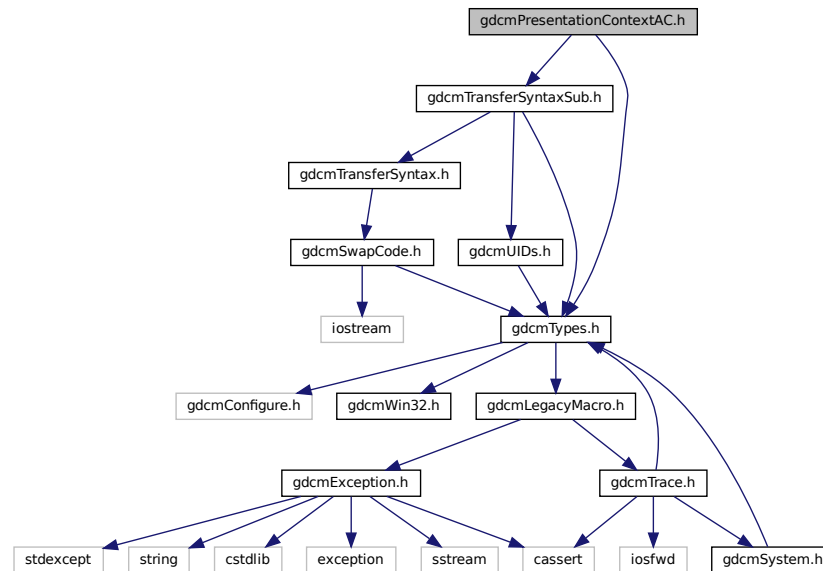 gdcmPresentationContextAC.h
gdcmTransferSyntaxSub.h
gdcmTransferSyntax.h
gdcmSwapCode.h
gdcmUIDs.h
iostream
gdcmTypes.h
gdcmConfigure.h
gdcmWin32.h
gdcmLegacyMacro.h
gdcmException.h
gdcmTrace.h
stdexcept
string
cstdlib
exception
sstream
cassert
iosfwd
gdcmSystem.h